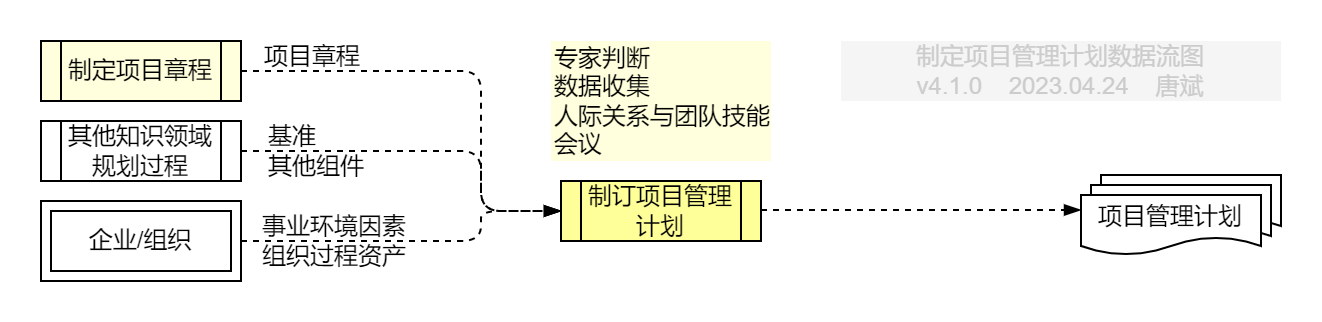 制定项目章程
项目章程
其他知识领域
规划过程
基准
其他组件
企业/组织
事业环境因素
组织过程资产
专家判断
数据收集
人际关系与团队技能
会议
制订项目管理
计划
制定项目管理计划数据流图
v4.1.0 2023.04.24 唐斌
项目管理计划